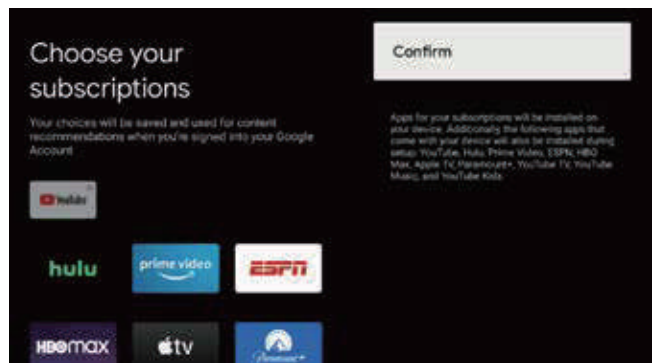 Choose your
subscriptions
Your choices will be saved and used for content
recommendations when you're signed into your Google
Account
YouTube
hulu
prime video
ESPN
HBOmax
tv
Paramount+
Confirm
Apps for your subscriptions will be installed on
your device. Additionally, the following apps that
come with your device will also be installed during
setup: YouTube, Hulu, Prime Video, ESPN, HBO
Max, Apple TV, Paramount+, YouTube TV, YouTube
Music, and YouTube Kids.